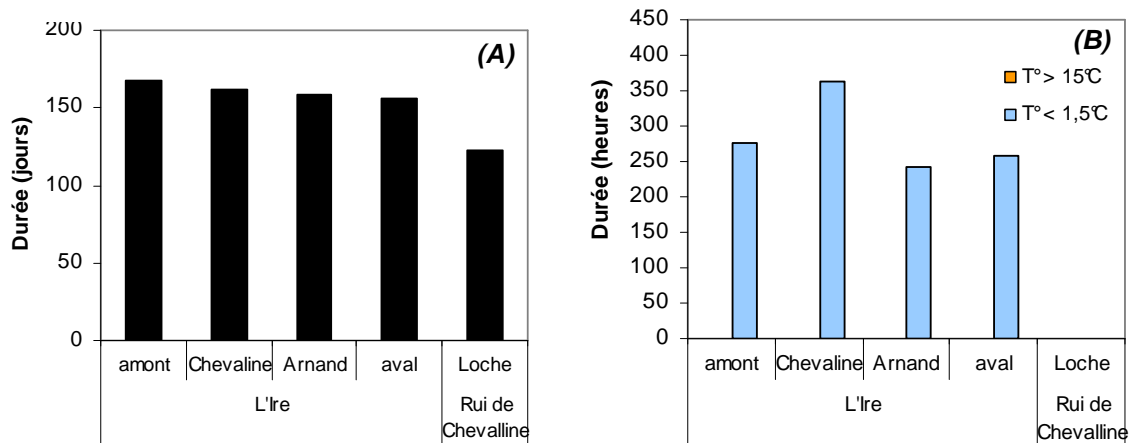 (A)
Durée (jours)
200
150
100
50
0
amont Chevaline Arnand aval Loche
L'Ire Rui de
Chevalline
(B)
Durée (heures)
450
400
350
300
250
200
150
100
50
0
T° > 15°C
T° < 1,5°C
amont Chevaline Arnand aval Loche
L'Ire Rui de
Chevalline